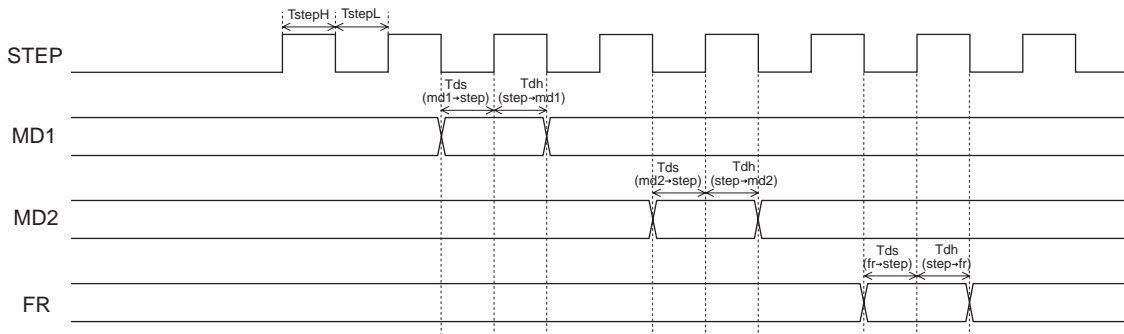 TstepH TstepL
STEP
Tds Tdh
(md1→step) (step→md1)
MD1
Tds Tdh
(md2→step) (step→md2)
MD2
Tds Tdh
(fr→step) (step→fr)
FR